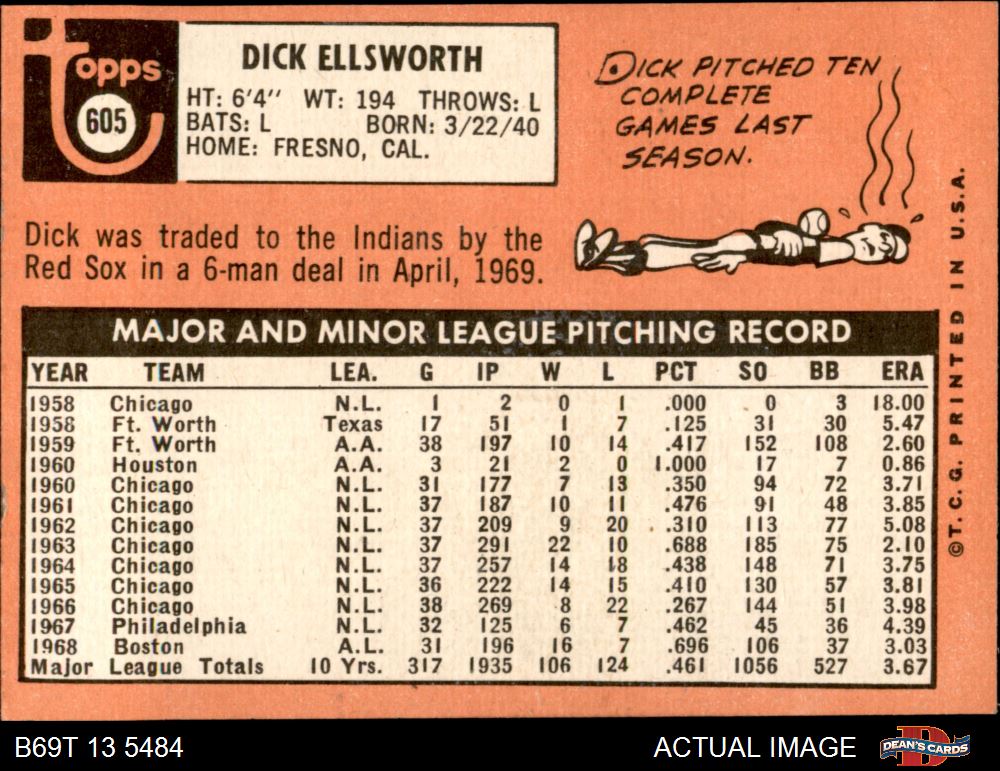 Topps
605
DICK ELLSWORTH
HT: 6'4" WT: 194 THROWS: L
BATS: L BORN: 3/22/40
HOME: FRESNO, CAL.
DICK PITCHED TEN
COMPLETE
GAMES LAST
SEASON.
Dick was traded to the Indians by the
Red Sox in a 6-man deal in April, 1969.
MAJOR AND MINOR LEAGUE PITCHING RECORD
YEAR TEAM LEA. G IP W L PCT SO BB ERA
1958 Chicago N.L. 1 2 0 1 .000 0 3 18.00
1958 Ft. Worth Texas 17 51 1 7 .125 31 30 5.47
1959 Ft. Worth A.A. 38 197 10 14 .417 152 108 2.60
1960 Houston A.A. 3 21 2 0 1.000 17 7 0.86
1960 Chicago N.L. 31 177 7 13 .350 94 72 3.71
1961 Chicago N.L. 37 187 10 11 .476 91 48 3.85
1962 Chicago N.L. 37 209 9 20 .310 113 77 5.08
1963 Chicago N.L. 37 291 22 10 .688 185 75 2.10
1964 Chicago N.L. 37 257 14 18 .438 148 71 3.75
1965 Chicago N.L. 36 222 14 15 .410 130 57 3.81
1966 Chicago N.L. 38 269 8 22 .267 144 51 3.98
1967 Philadelphia N.L. 32 125 6 7 .462 45 36 4.39
1968 Boston A.L. 31 196 16 7 .696 106 37 3.03
Major League Totals 10 Yrs. 317 1935 106 124 .461 1056 527 3.67
©T.C.G. PRINTED IN U.S.A.
B69T 13 5484 ACTUAL IMAGE
DEAN'S CARDS